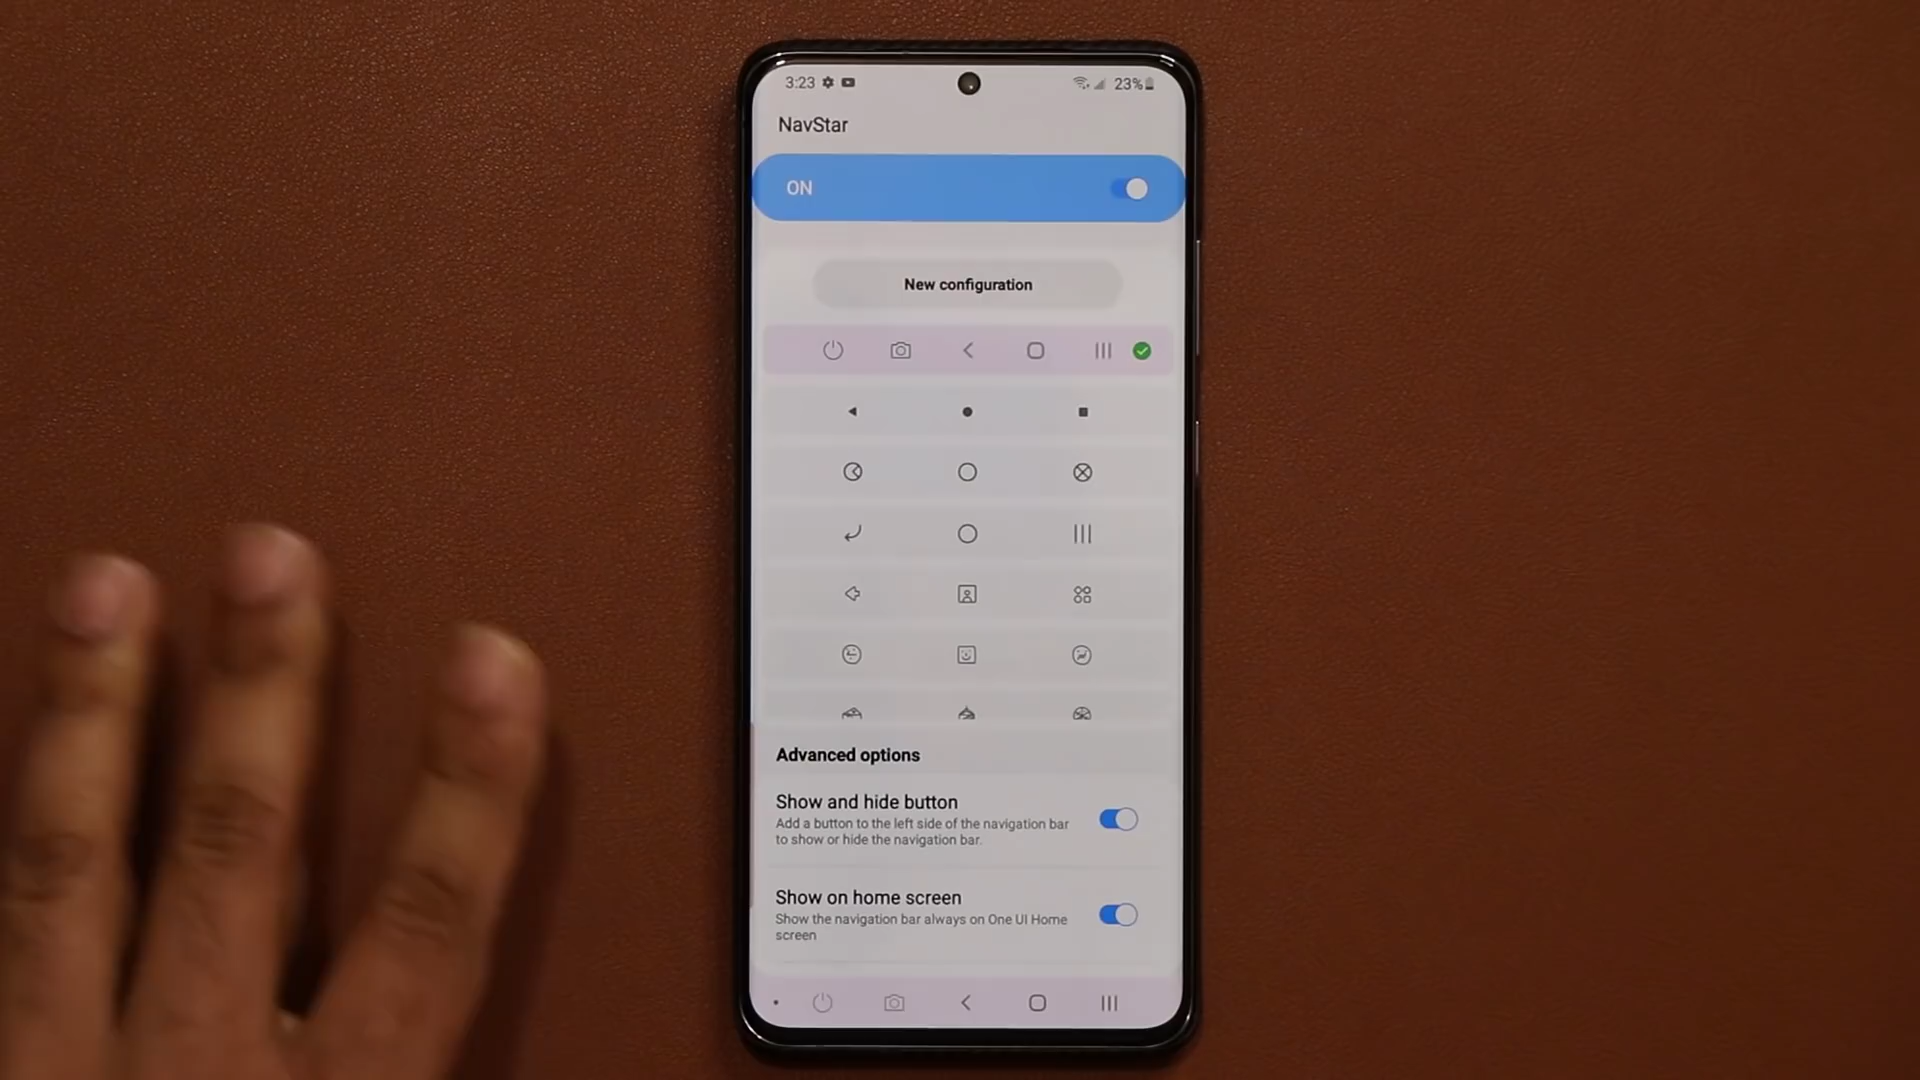 3:23
23%
NavStar
ON
New configuration
Advanced options
Show and hide button
Add a button to the left side of the navigation bar
to show or hide the navigation bar.
Show on home screen
Show the navigation bar always on One UI Home
screen